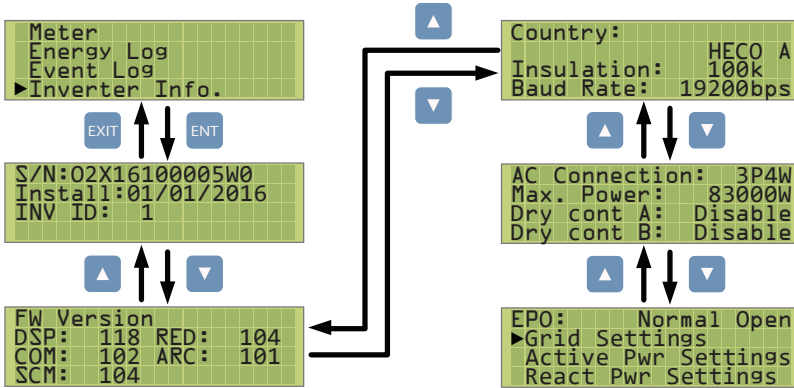 Meter
Energy Log
Event Log
▶Inverter Info.
EXIT
ENT
S/N:O2X16100005W0
Install:01/01/2016
INV ID: 1
FW Version
DSP: 118 RED: 104
COM: 102 ARC: 101
SCM: 104
Country:
HECO A
Insulation: 100k
Baud Rate: 19200bps
AC Connection: 3P4W
Max. Power: 83000W
Dry cont A: Disable
Dry cont B: Disable
EPO: Normal Open
▶Grid Settings
Active Pwr Settings
React Pwr Settings